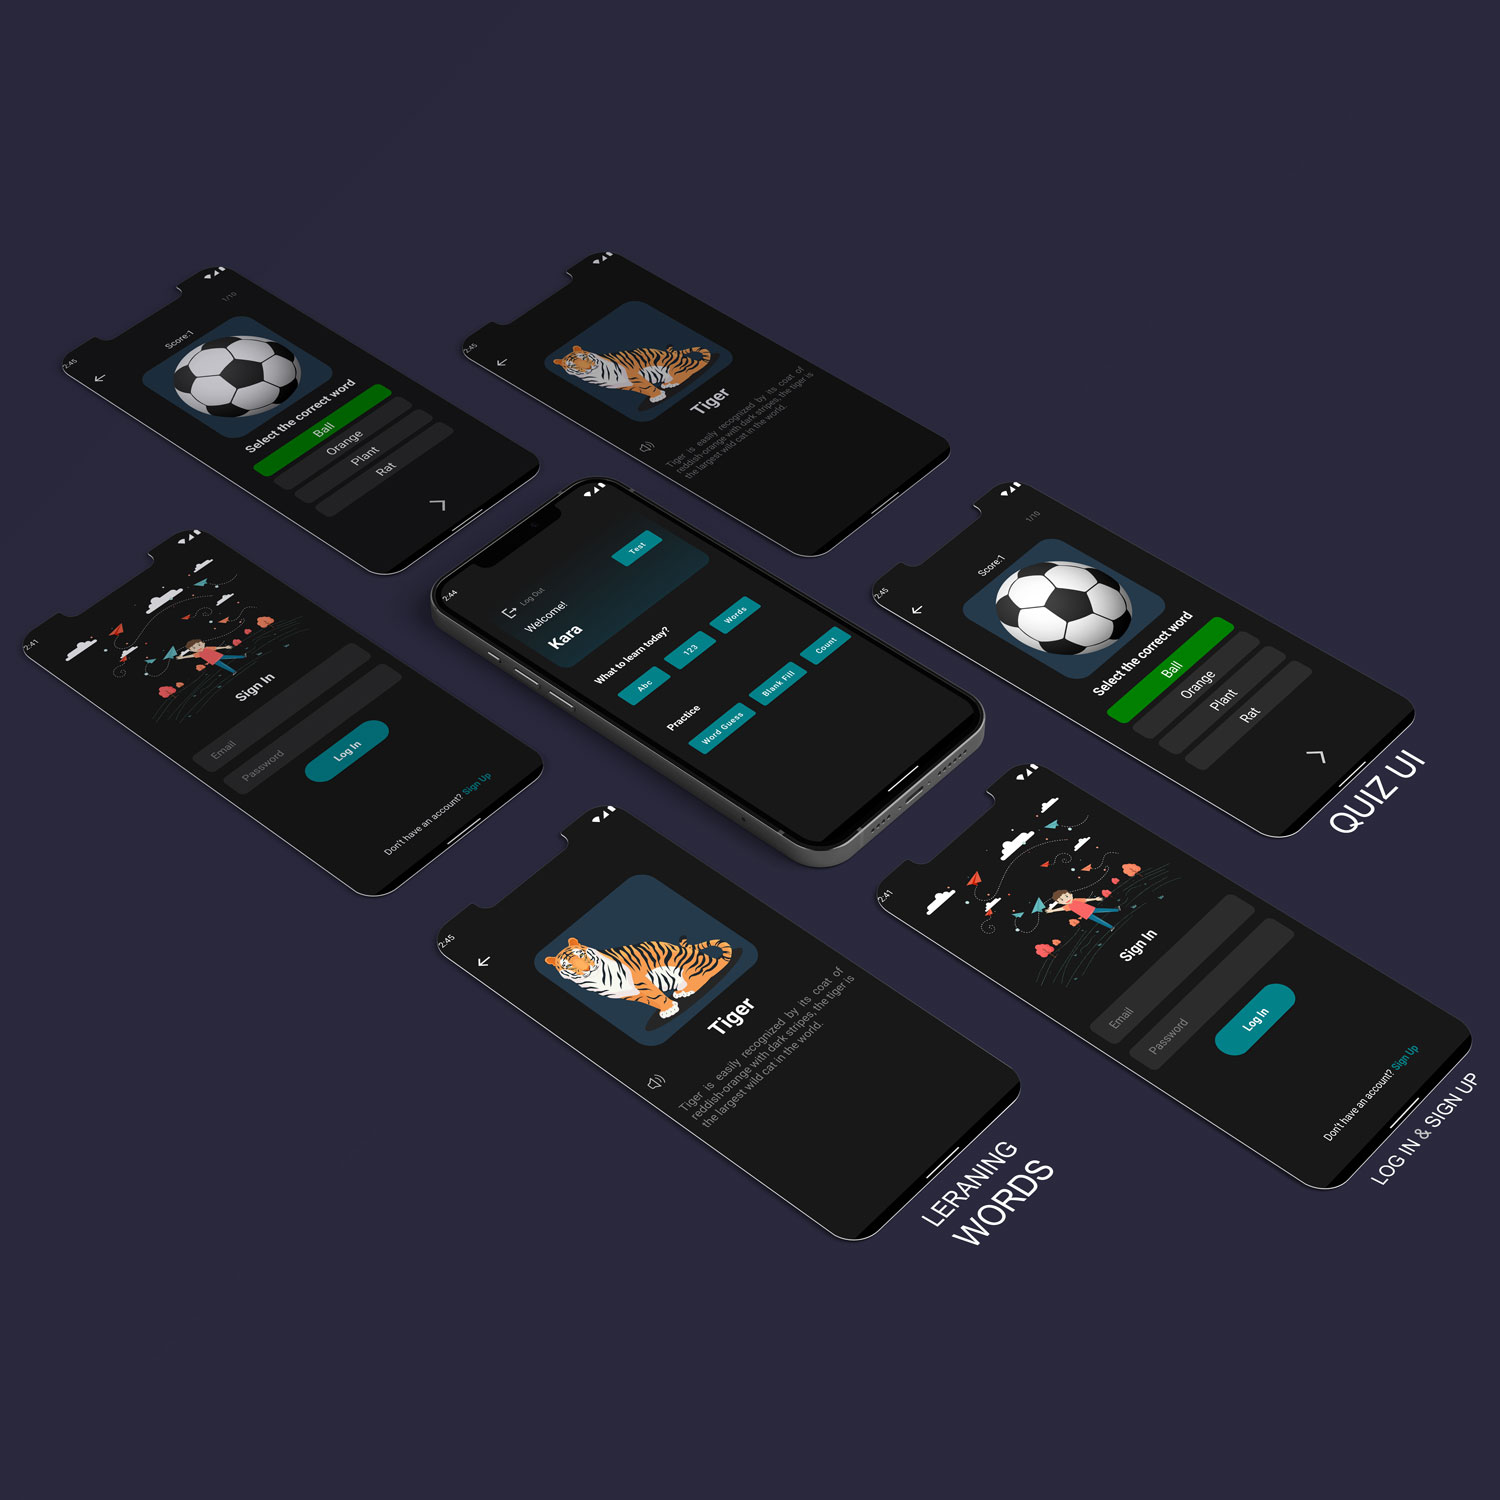 2:45
1/10
Score:1
Select the correct word
Ball
Orange
Plant
Rat
2:45
Tiger
Tiger is easily recognized by its coat of
reddish-orange with dark stripes, the tiger is
the largest wild cat in the world.
2:41
Sign In
Email
Password
Log In
Don't have an account? Sign Up
2:44
Test
Log Out
Welcome!
Kara
What to learn today?
Abc
123
Words
Practice
Word Guess
Blank Fill
Count
2:45
1/10
Score:1
Select the correct word
Ball
Orange
Plant
Rat
QUIZ UI
2:45
Tiger
Tiger is easily recognized by its coat of
reddish-orange with dark stripes, the tiger is
the largest wild cat in the world.
LERANING
WORDS
2:41
Sign In
Email
Password
Log In
Don't have an account? Sign Up
LOG IN & SIGN UP